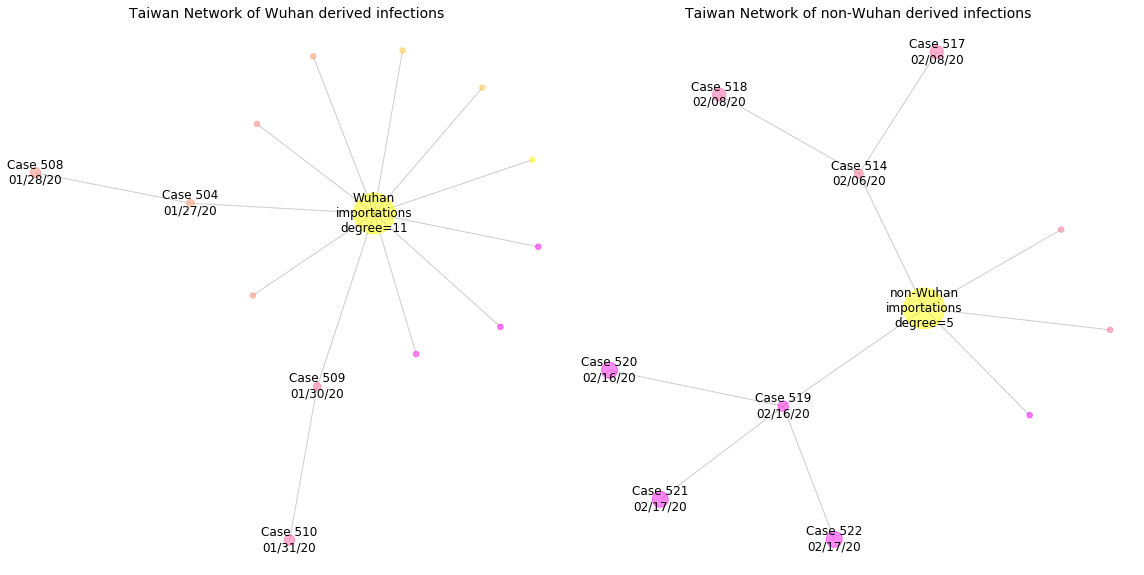 Taiwan Network of Wuhan derived infections
Case 508
01/28/20
Case 504
01/27/20
Wuhan
importations
degree=11
Case 509
01/30/20
Case 510
01/31/20
Taiwan Network of non-Wuhan derived infections
Case 517
02/08/20
Case 518
02/08/20
Case 514
02/06/20
non-Wuhan
importations
degree=5
Case 520
02/16/20
Case 519
02/16/20
Case 521
02/17/20
Case 522
02/17/20